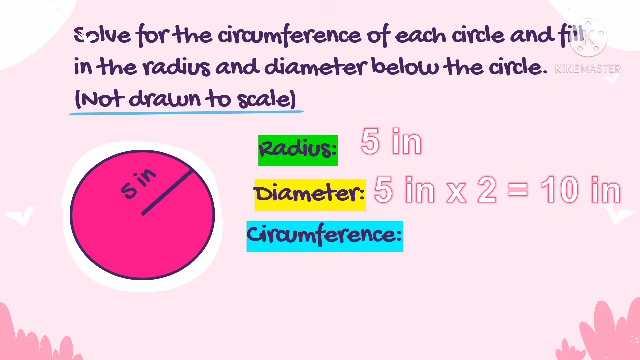 Solve for the circumference of each circle and fill
in the radius and diameter below the circle.
(Not drawn to scale)
KINEMASTER
5 in
Radius: 5 in
Diameter: 5 in x 2 = 10 in
Circumference: